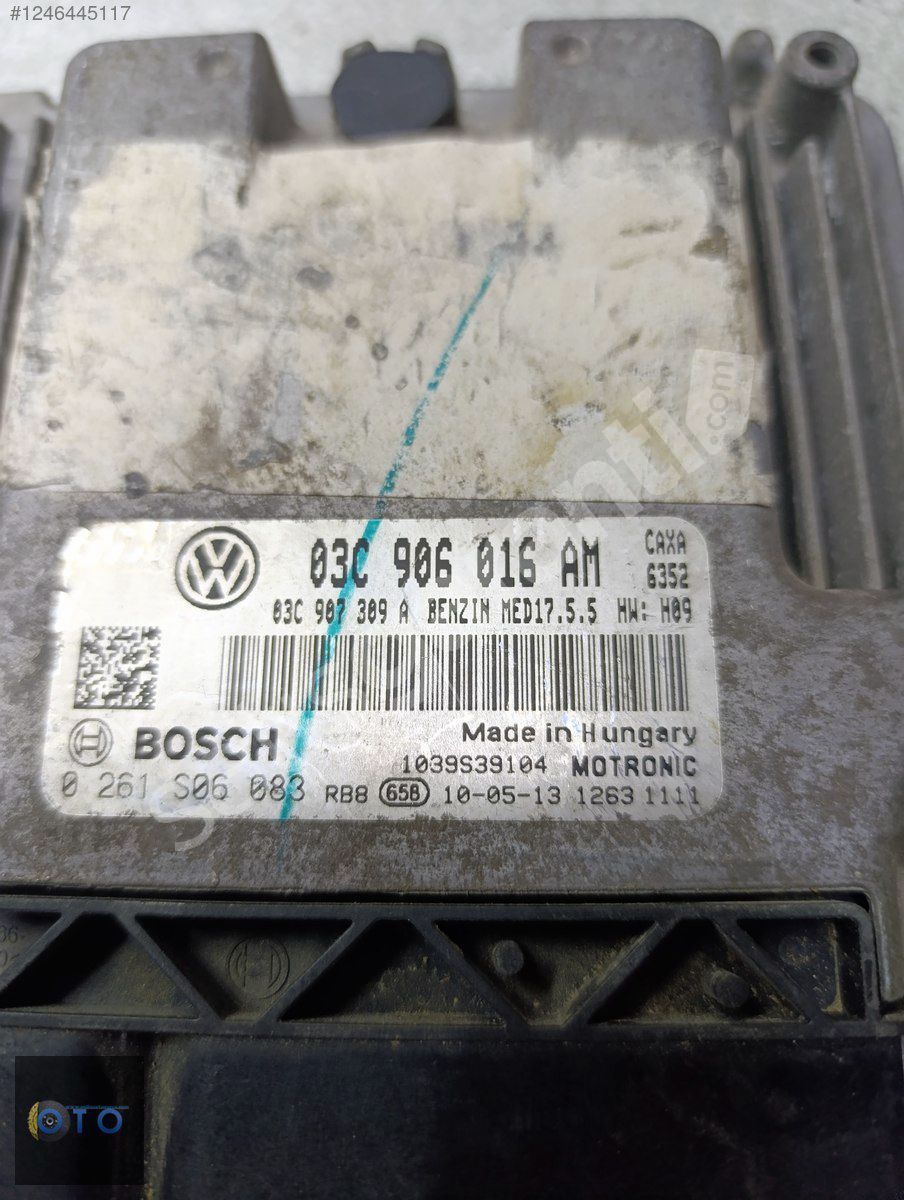 #1246445117
03C 906 016 AM
CAXA
6352
03C 907 309 A BENZIN MED17.5.5 HW: H09
BOSCH
Made in Hungary
1039S39104 MOTRONIC
0 261 S06 083 RB8 658 10-05-13 1263 1111
OTO